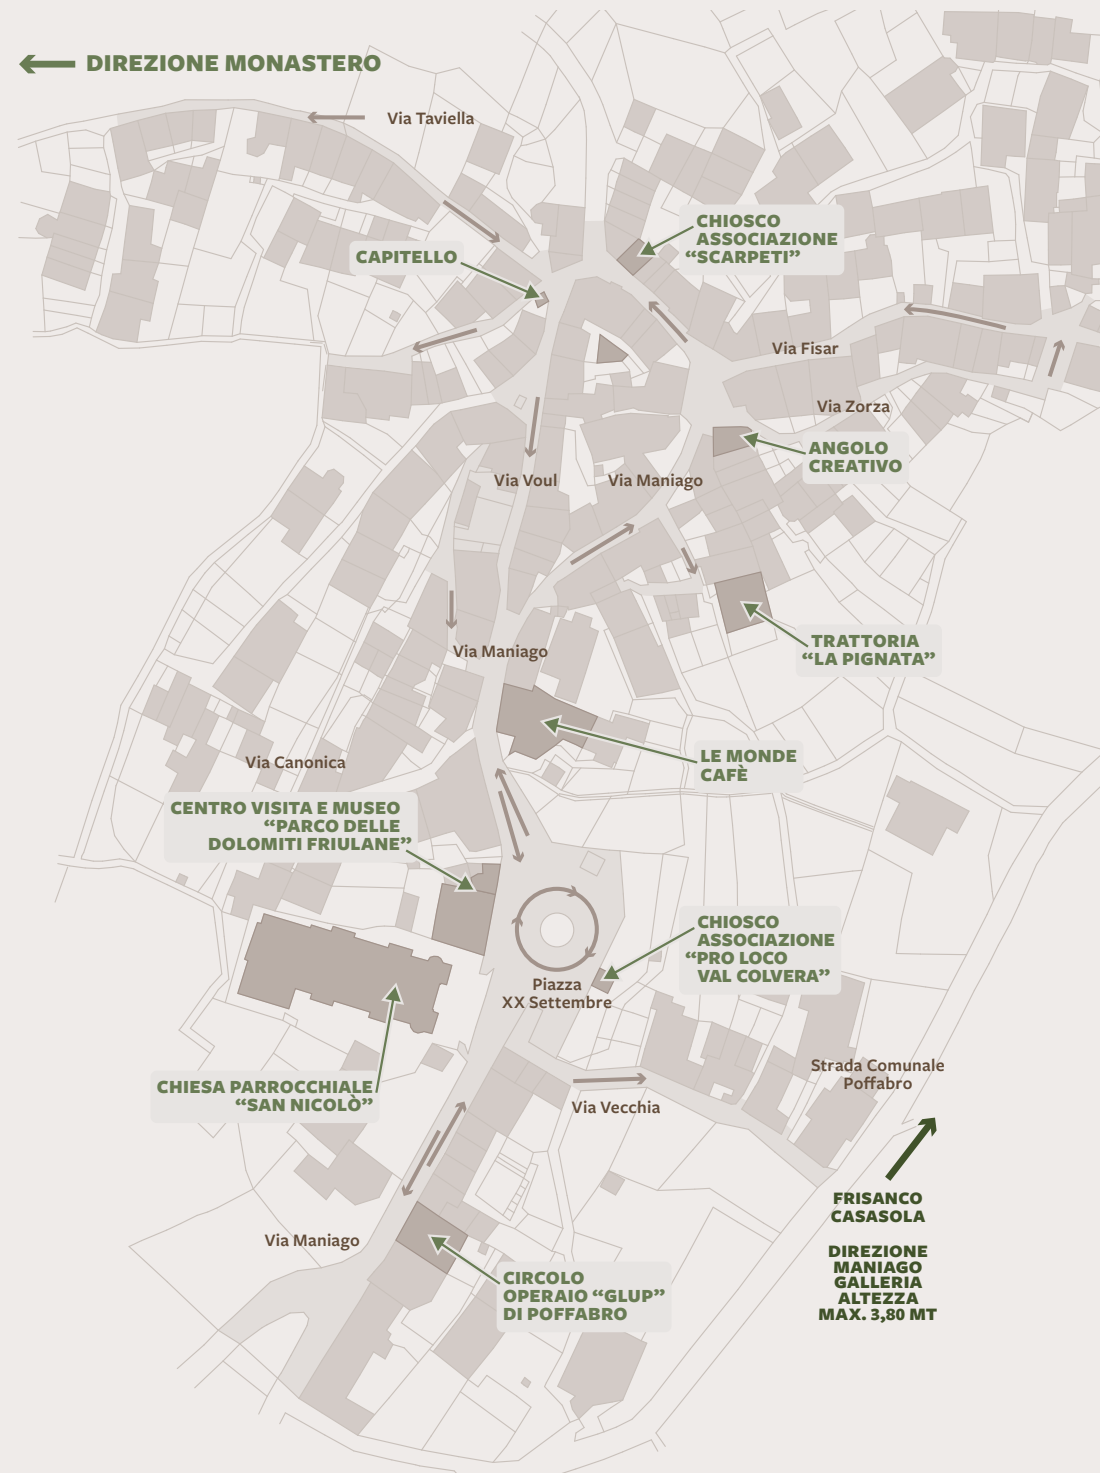 DIREZIONE MONASTERO
Via Taviella
CHIOSCO
ASSOCIAZIONE
“SCARPETI”
CAPITELLO
Via Fisar
Via Zorza
ANGOLO
CREATIVO
Via Voul
Via Maniago
TRATTORIA
“LA PIGNATA”
Via Maniago
LE MONDE
CAFÈ
Via Canonica
CENTRO VISITA E MUSEO
“PARCO DELLE
DOLOMITI FRIULANE”
CHIOSCO
ASSOCIAZIONE
“PRO LOCO
VAL COLVERA”
Piazza
XX Settembre
Strada Comunale
Poffabro
CHIESA PARROCCHIALE
“SAN NICOLÒ”
Via Vecchia
FRISANCO
CASASOLA
DIREZIONE
MANIAGO
GALLERIA
ALTEZZA
MAX. 3,80 MT
Via Maniago
CIRCOLO
OPERAIO “GLUP”
DI POFFABRO